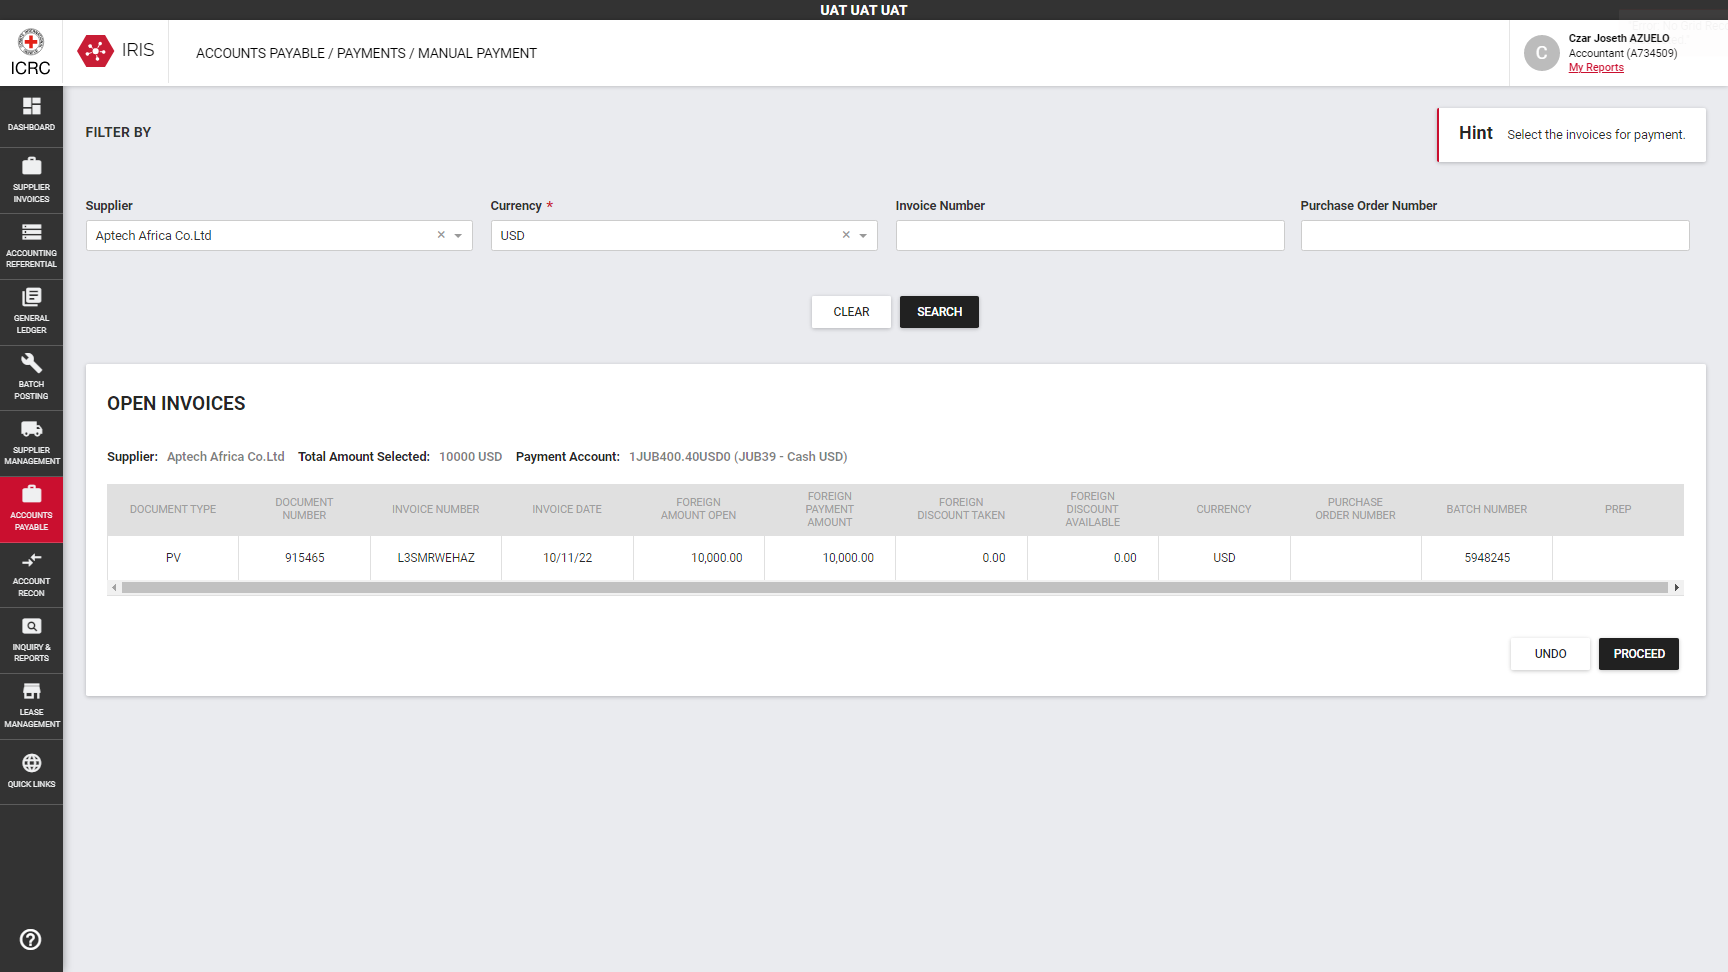 UAT UAT UAT
ICRC
IRIS
ACCOUNTS PAYABLE / PAYMENTS / MANUAL PAYMENT
C
Czar Joseth AZUELO
Accountant (A734509)
My Reports
DASHBOARD
SUPPLIER
INVOICES
ACCOUNTING
REFERENTIAL
GENERAL
LEDGER
BATCH
POSTING
SUPPLIER
MANAGEMENT
ACCOUNTS
PAYABLE
ACCOUNT
RECON
INQUIRY &
REPORTS
LEASE
MANAGEMENT
QUICK LINKS
FILTER BY
Hint Select the invoices for payment.
Supplier Currency * Invoice Number Purchase Order Number
Aptech Africa Co.Ltd × USD ×
CLEAR SEARCH
OPEN INVOICES
Supplier: Aptech Africa Co.Ltd Total Amount Selected: 10000 USD Payment Account: 1JUB400.40USD0 (JUB39 - Cash USD)
DOCUMENT TYPE
DOCUMENT
NUMBER
INVOICE NUMBER
INVOICE DATE
FOREIGN
AMOUNT OPEN
FOREIGN
PAYMENT
AMOUNT
FOREIGN
DISCOUNT TAKEN
FOREIGN
DISCOUNT
AVAILABLE
CURRENCY
PURCHASE
ORDER NUMBER
BATCH NUMBER
PREP
PV 915465 L3SMRWEHAZ 10/11/22 10,000.00 10,000.00 0.00 0.00 USD 5948245
UNDO PROCEED